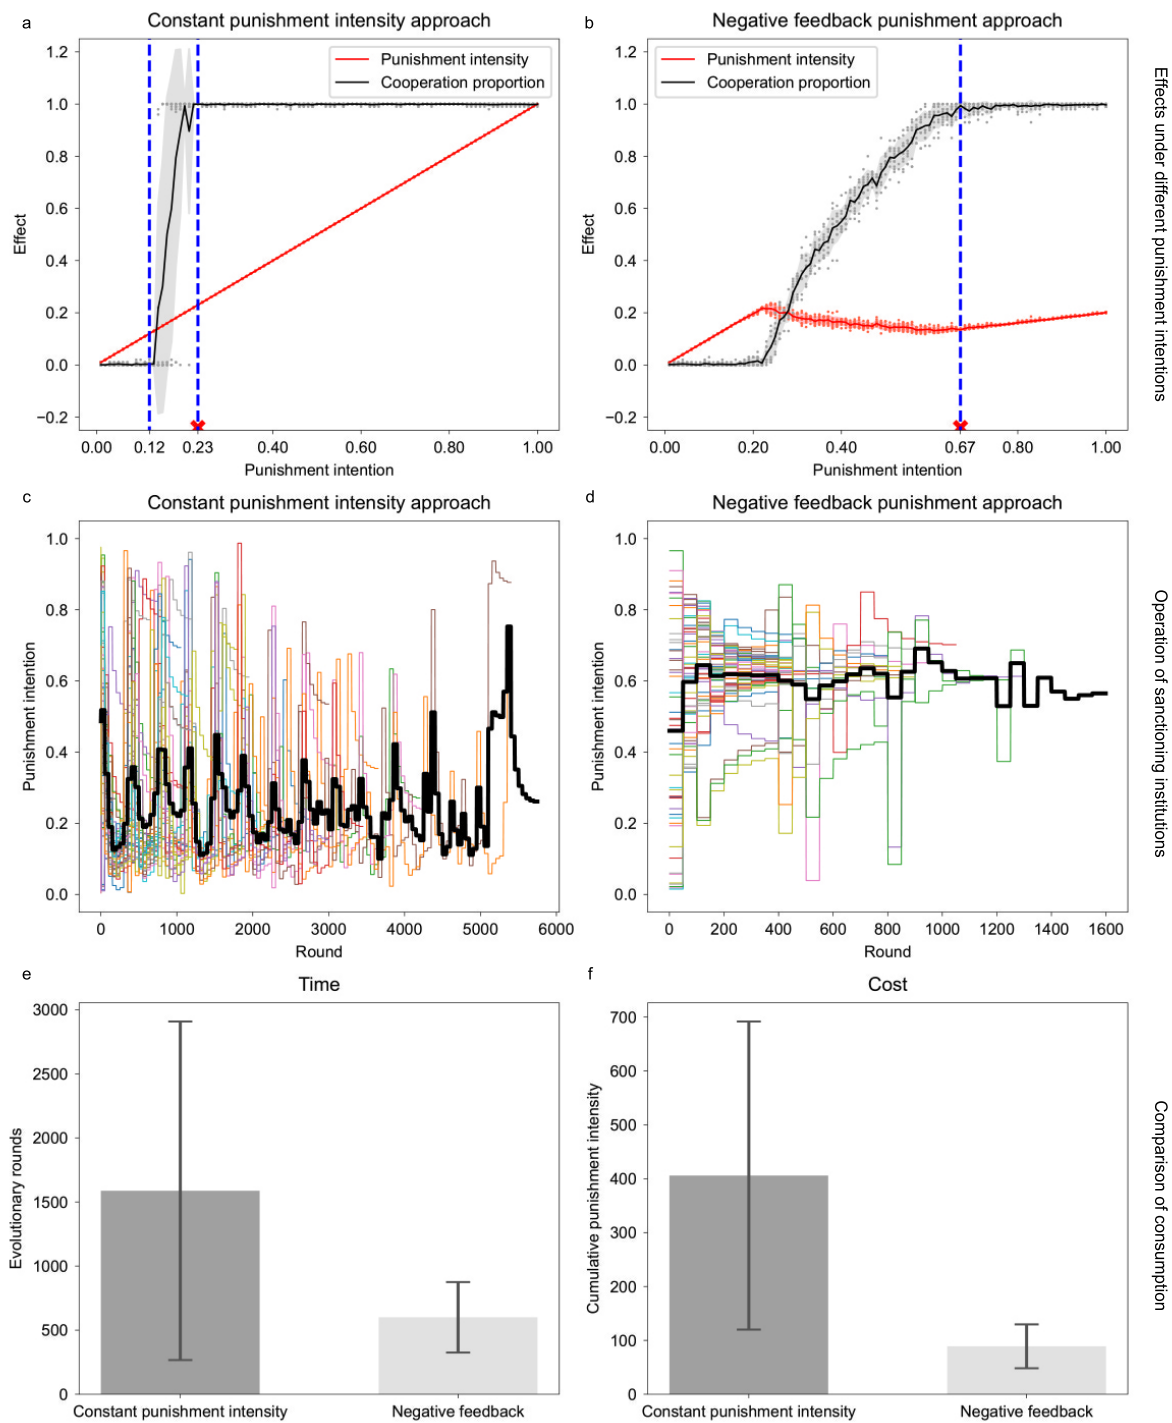 a
Constant punishment intensity approach
1.2
1.0
0.8
0.6
0.4
0.2
0.0
−0.2
Effect
Punishment intensity
Cooperation proportion
0.00
0.12
0.23
0.40
0.60
0.80
1.00
Punishment intention
b
Negative feedback punishment approach
1.2
1.0
0.8
0.6
0.4
0.2
0.0
−0.2
Effect
Punishment intensity
Cooperation proportion
0.00
0.20
0.40
0.67
0.80
1.00
Punishment intention
Effects under different punishment intentions
c
Constant punishment intensity approach
1.0
0.8
0.6
0.4
0.2
0.0
Punishment intention
0
1000
2000
3000
4000
5000
6000
Round
d
Negative feedback punishment approach
1.0
0.8
0.6
0.4
0.2
0.0
Punishment intention
0
200
400
600
800
1000
1200
1400
1600
Round
Operation of sanctioning institutions
e
Time
3000
2500
2000
1500
1000
500
0
Evolutionary rounds
Constant punishment intensity
Negative feedback
f
Cost
700
600
500
400
300
200
100
0
Cumulative punishment intensity
Constant punishment intensity
Negative feedback
Comparison of consumption